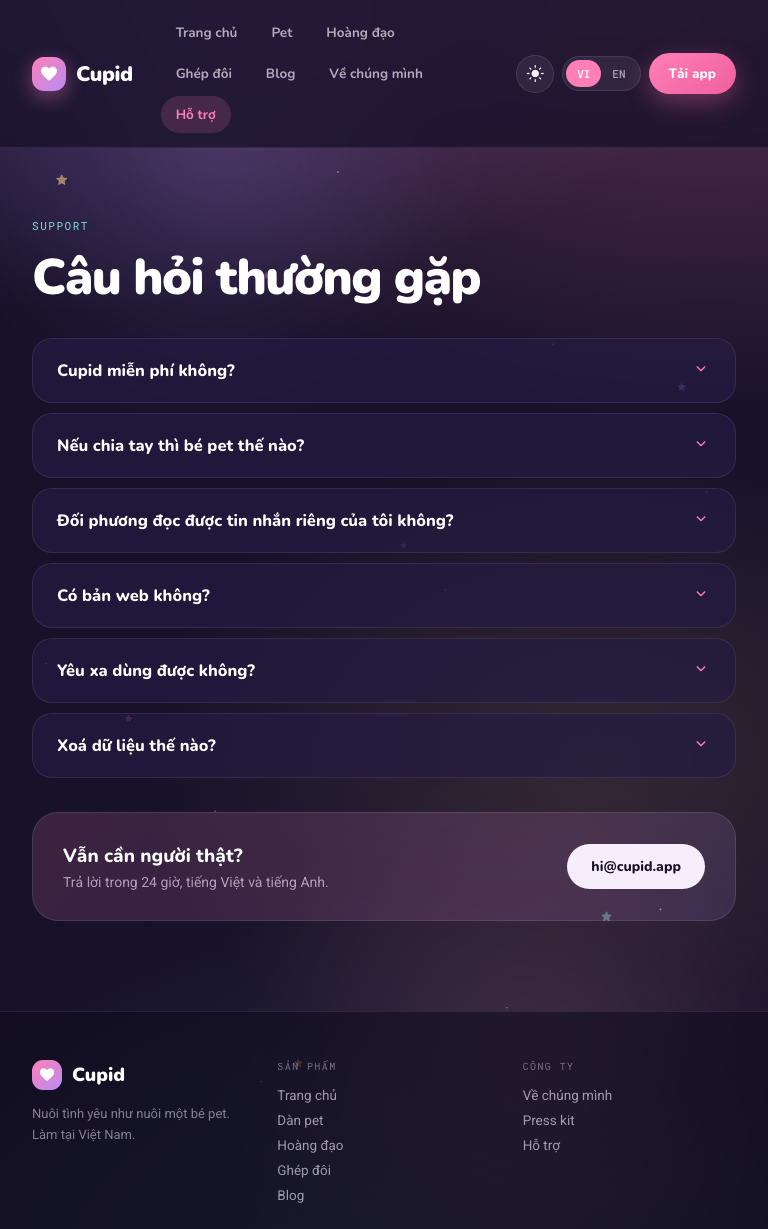 Cupid
Trang chủ
Pet
Hoàng đạo
Ghép đôi
Blog
Về chúng mình
Hỗ trợ
VI
EN
Tải app
SUPPORT
Câu hỏi thường gặp
Cupid miễn phí không?
Nếu chia tay thì bé pet thế nào?
Đối phương đọc được tin nhắn riêng của tôi không?
Có bản web không?
Yêu xa dùng được không?
Xoá dữ liệu thế nào?
Vẫn cần người thật?
Trả lời trong 24 giờ, tiếng Việt và tiếng Anh.
hi@cupid.app
Cupid
Nuôi tình yêu như nuôi một bé pet.
Làm tại Việt Nam.
SẢN PHẨM
Trang chủ
Dàn pet
Hoàng đạo
Ghép đôi
Blog
CÔNG TY
Về chúng mình
Press kit
Hỗ trợ